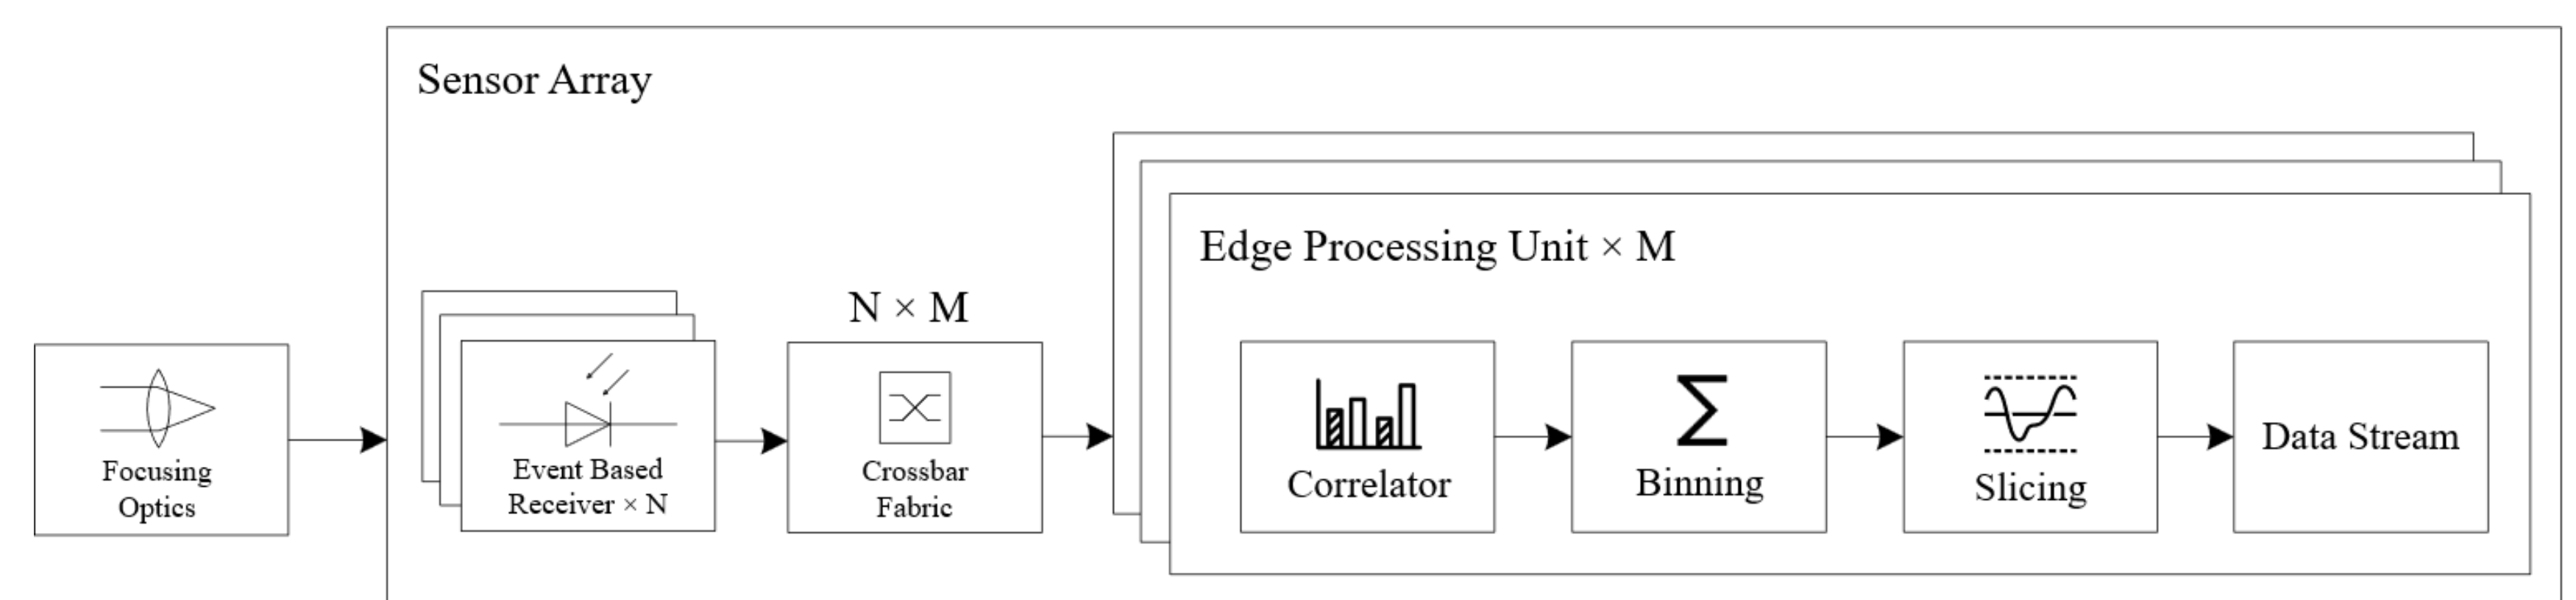 Sensor Array
Edge Processing Unit × M
N × M
Focusing
Optics
Event Based
Receiver × N
Crossbar
Fabric
Correlator
Binning
Slicing
Data Stream